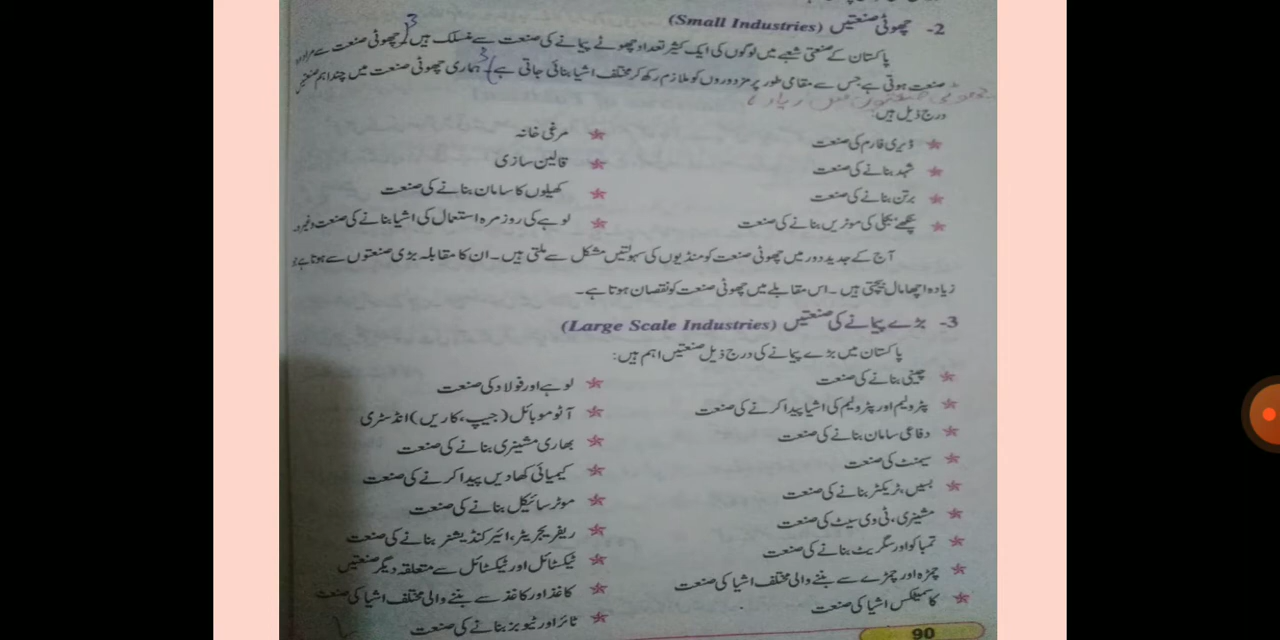 2- چھوٹی صنعتیں (Small Industries)
پاکستان کے صنعتی شعبے میں لوگوں کی ایک کثیر تعداد چھوٹے پیمانے کی صنعت سے منسلک ہیں۔ چھوٹی صنعت سے مراد وہ
صنعت ہوتی ہے جس سے مقامی طور پر مزدوروں کو ملازم رکھ کر مختلف اشیا بنائی جاتی ہے۔ ہماری چھوٹی صنعت میں چند اہم صنعتیں
درج ذیل ہیں:
★ ڈیری فارم کی صنعت ★ مرغی خانہ
★ شہد بنانے کی صنعت ★ قالین سازی
★ برتن بنانے کی صنعت ★ کھیلوں کا سامان بنانے کی صنعت
★ پنکھے، بجلی کی موٹریں بنانے کی صنعت ★ لوہے کی روزمرہ استعمال کی اشیا بنانے کی صنعت وغیرہ
آج کے جدید دور میں چھوٹی صنعت کو منڈیوں کی سہولتیں مشکل سے ملتی ہیں۔ ان کا مقابلہ بڑی صنعتوں سے ہوتا ہے
زیادہ اچھا مال بیچتی ہیں۔ اس مقابلے میں چھوٹی صنعت کو نقصان ہوتا ہے۔
3- بڑے پیمانے کی صنعتیں (Large Scale Industries)
پاکستان میں بڑے پیمانے کی درج ذیل صنعتیں اہم ہیں:
★ چینی بنانے کی صنعت ★ لوہے اور فولاد کی صنعت
★ پٹرولیم اور پٹرولیم کی اشیا پیدا کرنے کی صنعت ★ آٹو موبائل (جیپ، کاریں) انڈسٹری
★ دفاعی سامان بنانے کی صنعت ★ بھاری مشینری بنانے کی صنعت
★ سیمنٹ کی صنعت ★ کیمیائی کھادیں پیدا کرنے کی صنعت
★ بسیں، ٹریکٹر بنانے کی صنعت ★ موٹر سائیکل بنانے کی صنعت
★ مشینری، ٹی وی سیٹ کی صنعت ★ ریفریجریٹر، ائیر کنڈیشنر بنانے کی صنعت
★ تمباکو اور سگریٹ بنانے کی صنعت ★ ٹیکسٹائل اور ٹیکسٹائل سے متعلقہ دیگر صنعتیں
★ چمڑہ اور چمڑے سے بننے والی مختلف اشیا کی صنعت ★ کاغذ اور کاغذ سے بننے والی مختلف اشیا کی صنعت
★ کاسمیٹکس اشیا کی صنعت ★ ٹائر اور ٹیوبز بنانے کی صنعت
90